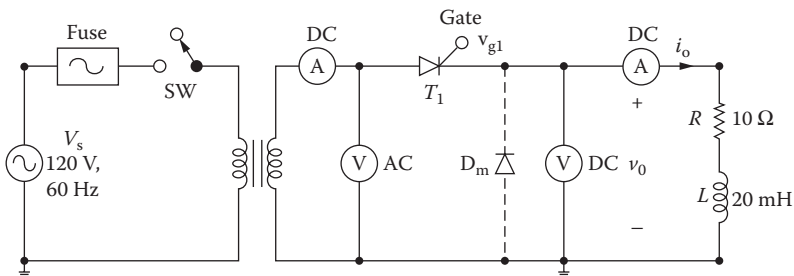 Fuse
SW
V_s
120 V,
60 Hz
DC
A
V
AC
Gate
v_g1
T_1
D_m
V
DC
v_0
DC
A
i_o
+
−
R
10 Ω
L
20 mH